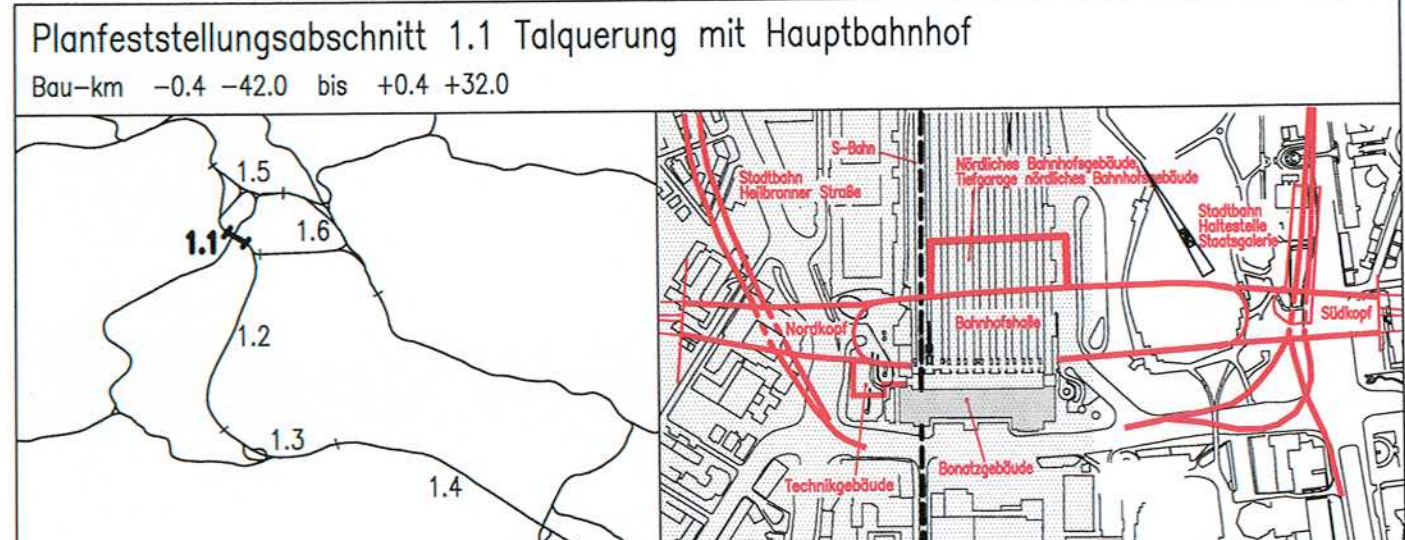 Planfeststellungsabschnitt 1.1 Talquerung mit Hauptbahnhof
Bau-km -0.4 -42.0 bis +0.4 +32.0
1.5
1.6
1.1
1.2
1.3
1.4
S-Bahn
Stadtbahn
Heilbronner Straße
Nördliches Bahnhofsgebäude,
Tiefgarage nördliches Bahnhofsgebäude
Stadtbahn
Haltestelle
Staatsgalerie
Nordkopf
Bahnhofshalle
Südkopf
Technikgebäude
Bonatzgebäude